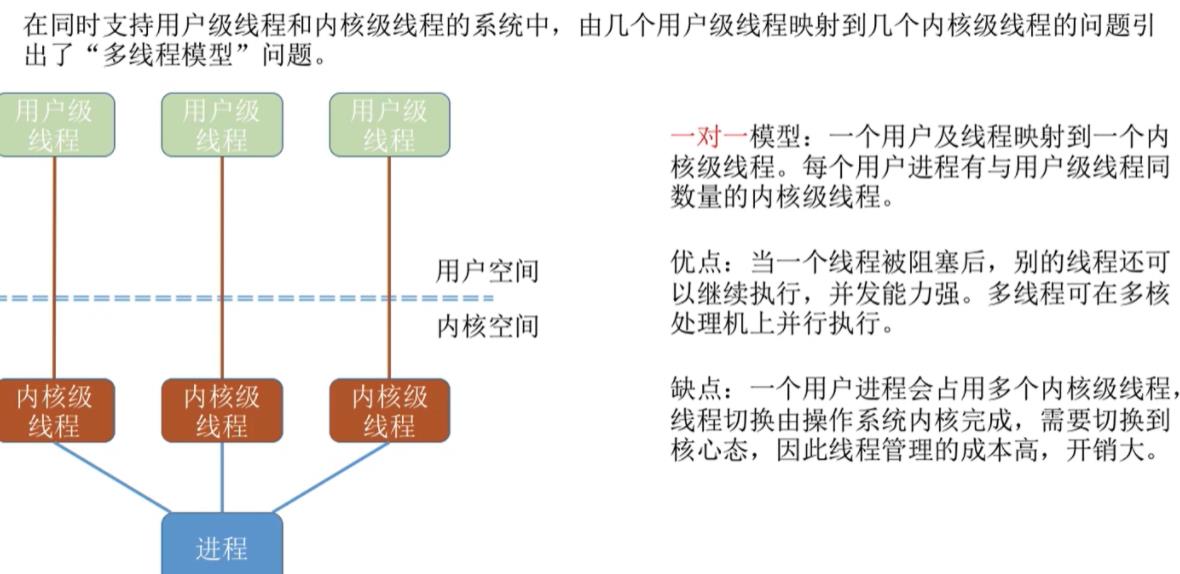 在同时支持用户级线程和内核级线程的系统中，由几个用户级线程映射到几个内核级线程的问题引
出了“多线程模型”问题。
用户级
线程
用户级
线程
用户级
线程
一对一模型：一个用户及线程映射到一个内
核级线程。每个用户进程有与用户级线程同
数量的内核级线程。
用户空间
内核空间
优点：当一个线程被阻塞后，别的线程还可
以继续执行，并发能力强。多线程可在多核
处理机上并行执行。
内核级
线程
内核级
线程
内核级
线程
缺点：一个用户进程会占用多个内核级线程，
线程切换由操作系统内核完成，需要切换到
核心态，因此线程管理的成本高，开销大。
进程